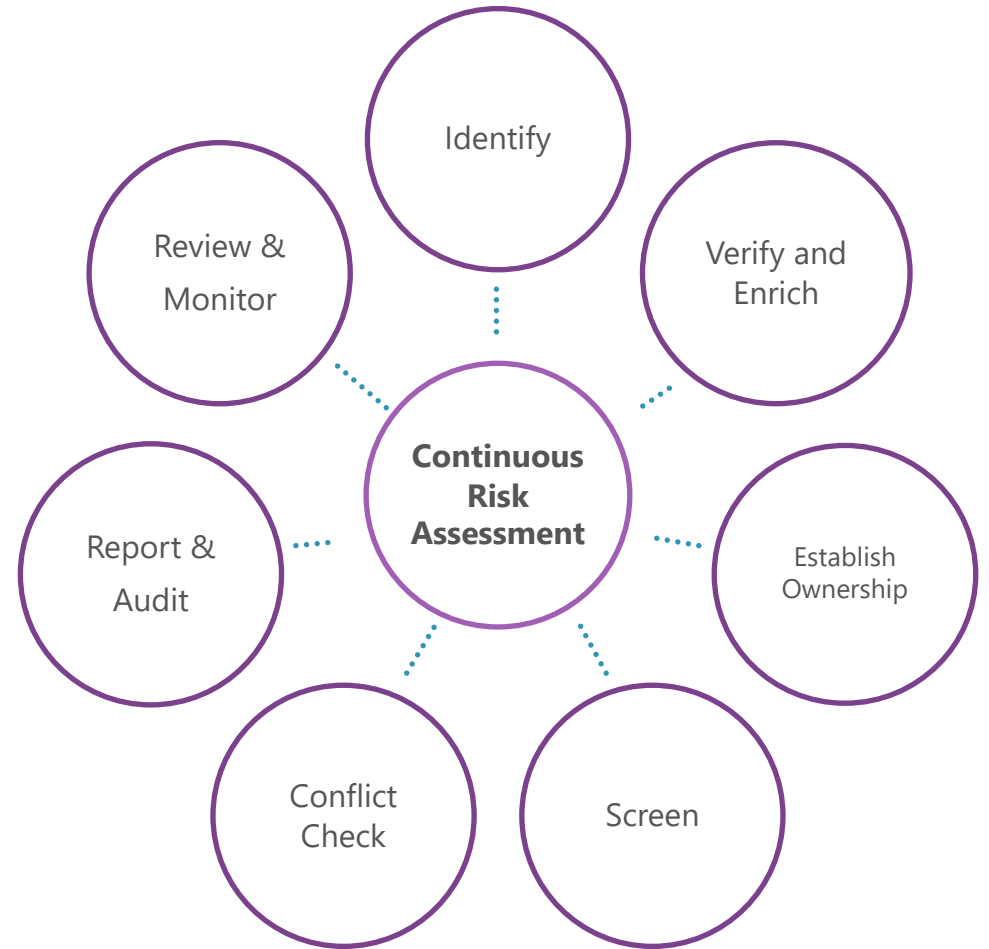 Identify
Verify and
Enrich
Establish
Ownership
Screen
Conflict
Check
Report &
Audit
Review &
Monitor
Continuous
Risk
Assessment